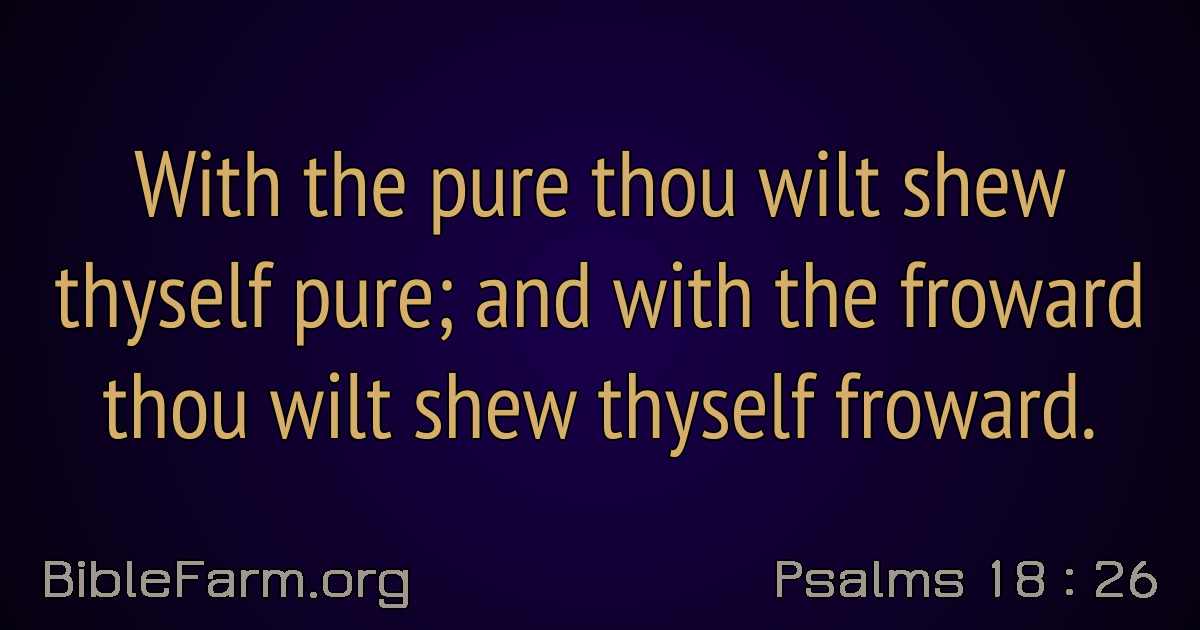 With the pure thou wilt shew
thyself pure; and with the froward
thou wilt shew thyself froward.
BibleFarm.org
Psalms 18 : 26